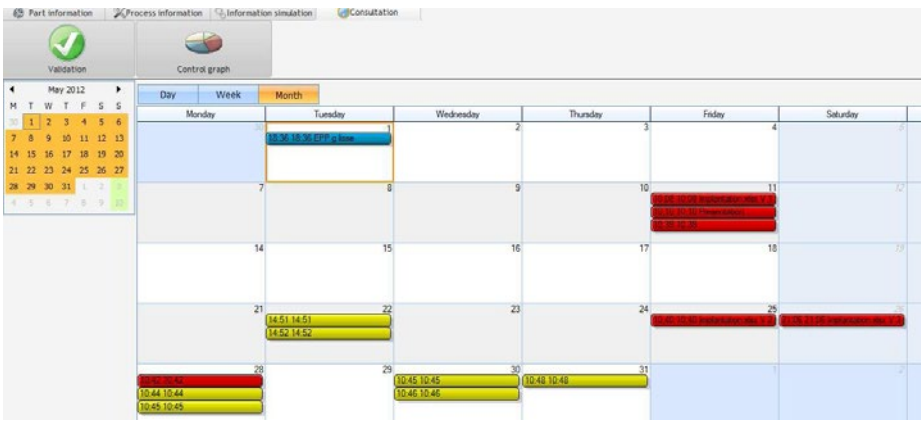 Part information Process information Information simulation Consultation
Validation Control graph
May 2012
M T W T F S S
30 1 2 3 4 5 6
7 8 9 10 11 12 13
14 15 16 17 18 19 20
21 22 23 24 25 26 27
28 29 30 31 1 2 3
4 5 6 7 8 9 10
Day Week Month
Monday Tuesday Wednesday Thursday Friday Saturday
30 1 2 3 4 5
18:36 18:36 EPP
7 8 9 10 11 12
14 15 16 17 18 19
21 22 23 24 25 26
14:51 14:51
14:52 14:52
28 29 30 31 1 2
10:42 10:42 10:45 10:45 10:48 10:48
10:44 10:44 10:46 10:46
10:45 10:45